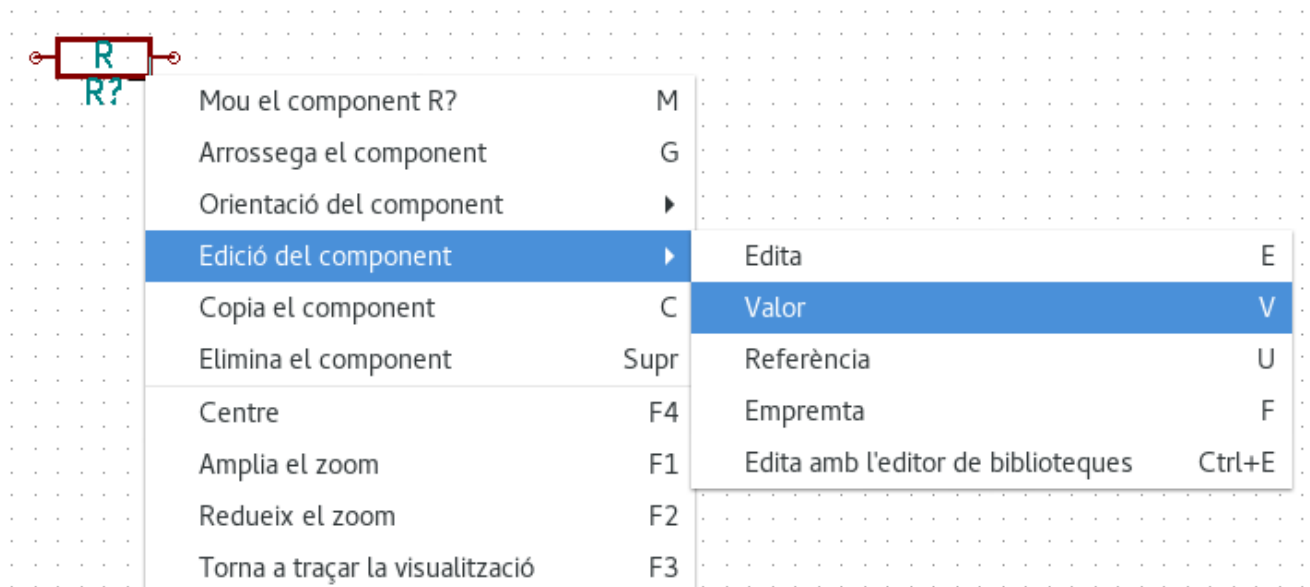 R
R?
Mou el component R? M
Arrossega el component G
Orientació del component
Edició del component
Copia el component C
Elimina el component Supr
Centre F4
Amplia el zoom F1
Redueix el zoom F2
Torna a traçar la visualització F3
Edita E
Valor V
Referència U
Empremta F
Edita amb l'editor de biblioteques Ctrl+E